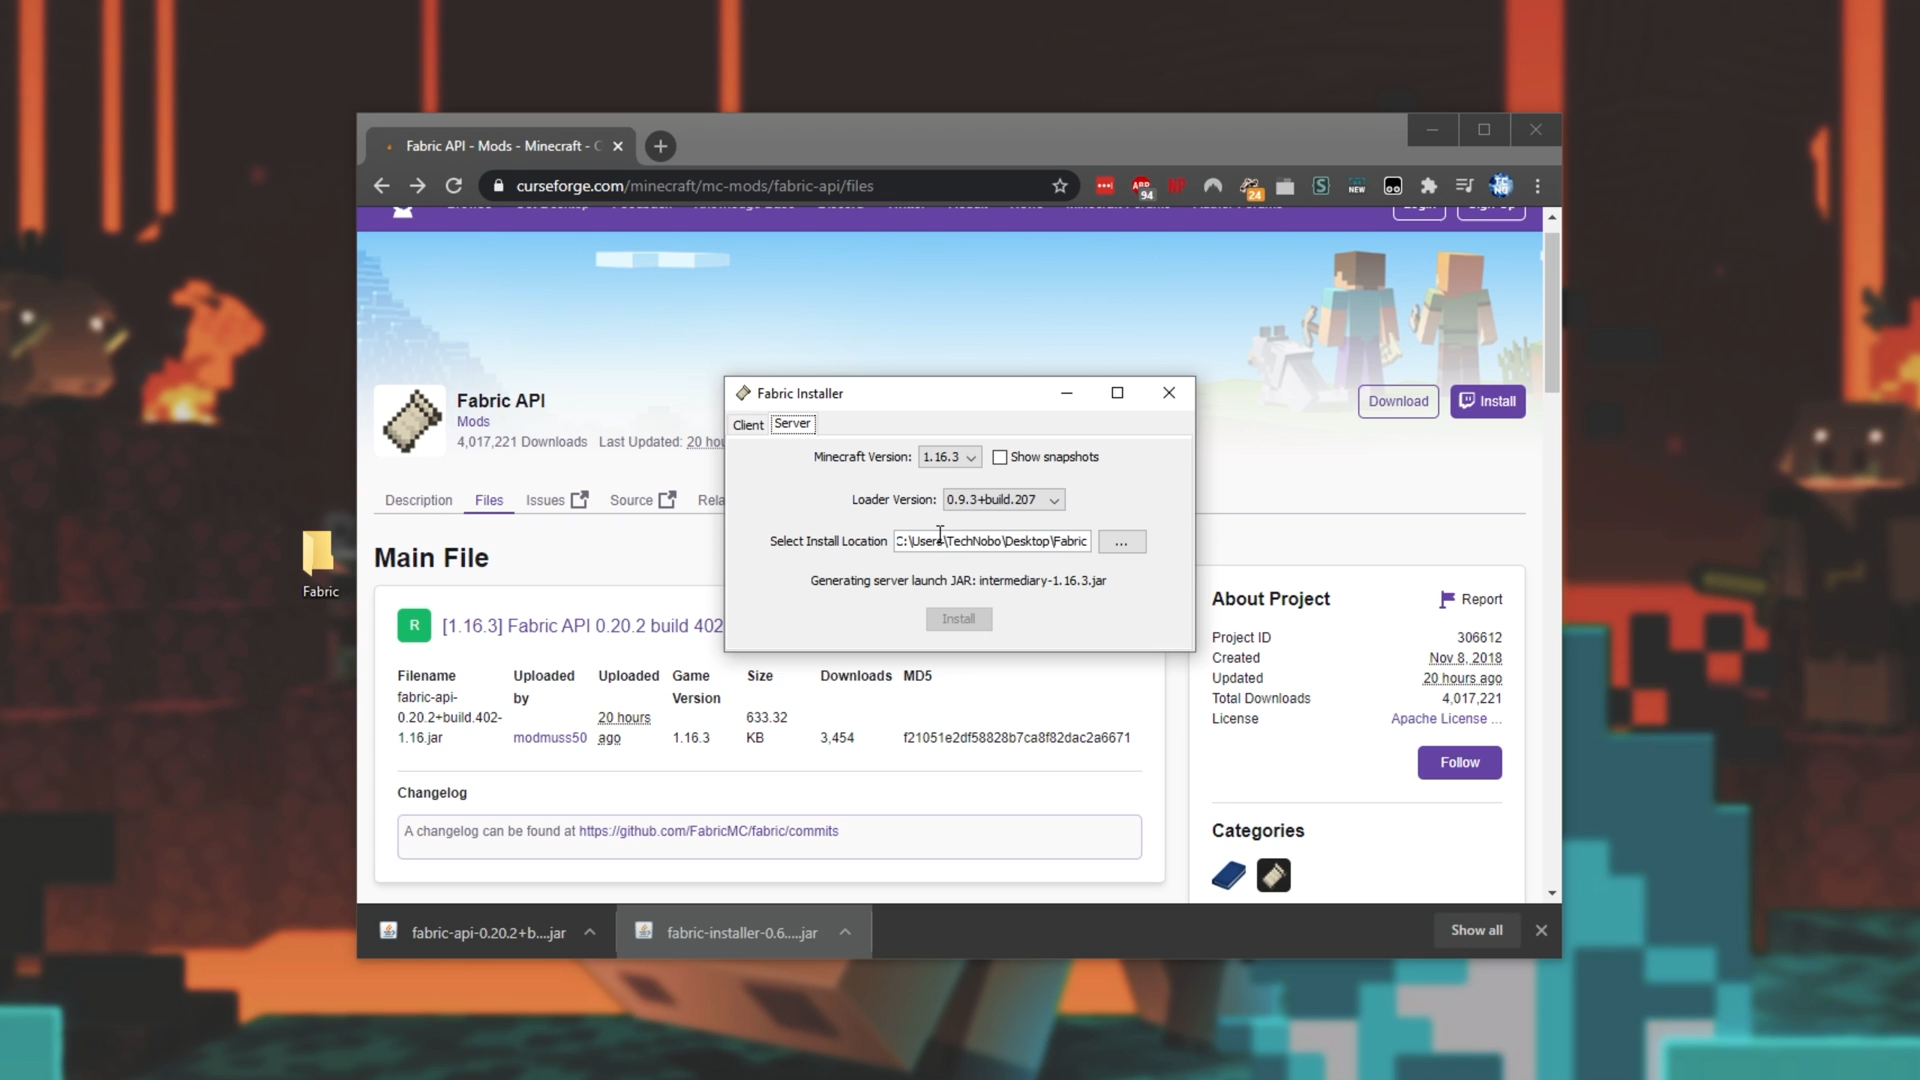 Fabric API - Mods - Minecraft - C
curseforge.com/minecraft/mc-mods/fabric-api/files
94
24
NEW
Fabric API
Mods
4,017,221 Downloads Last Updated: 20 hou
Download
Install
Description Files Issues Source Rela
Fabric Installer
Client Server
Minecraft Version: 1.16.3 Show snapshots
Loader Version: 0.9.3+build.207
Select Install Location C:\Users\TechNobo\Desktop\Fabric ...
Generating server launch JAR: intermediary-1.16.3.jar
Install
Fabric
Main File
R [1.16.3] Fabric API 0.20.2 build 402
Filename Uploaded by Uploaded Game Version Size Downloads MD5
fabric-api-0.20.2+build.402-1.16.jar modmuss50 20 hours ago 1.16.3 633.32 KB 3,454 f21051e2df58828b7ca8f82dac2a6671
Changelog
A changelog can be found at https://github.com/FabricMC/fabric/commits
About Project Report
Project ID 306612
Created Nov 8, 2018
Updated 20 hours ago
Total Downloads 4,017,221
License Apache License ...
Follow
Categories
fabric-api-0.20.2+b....jar
fabric-installer-0.6.....jar
Show all